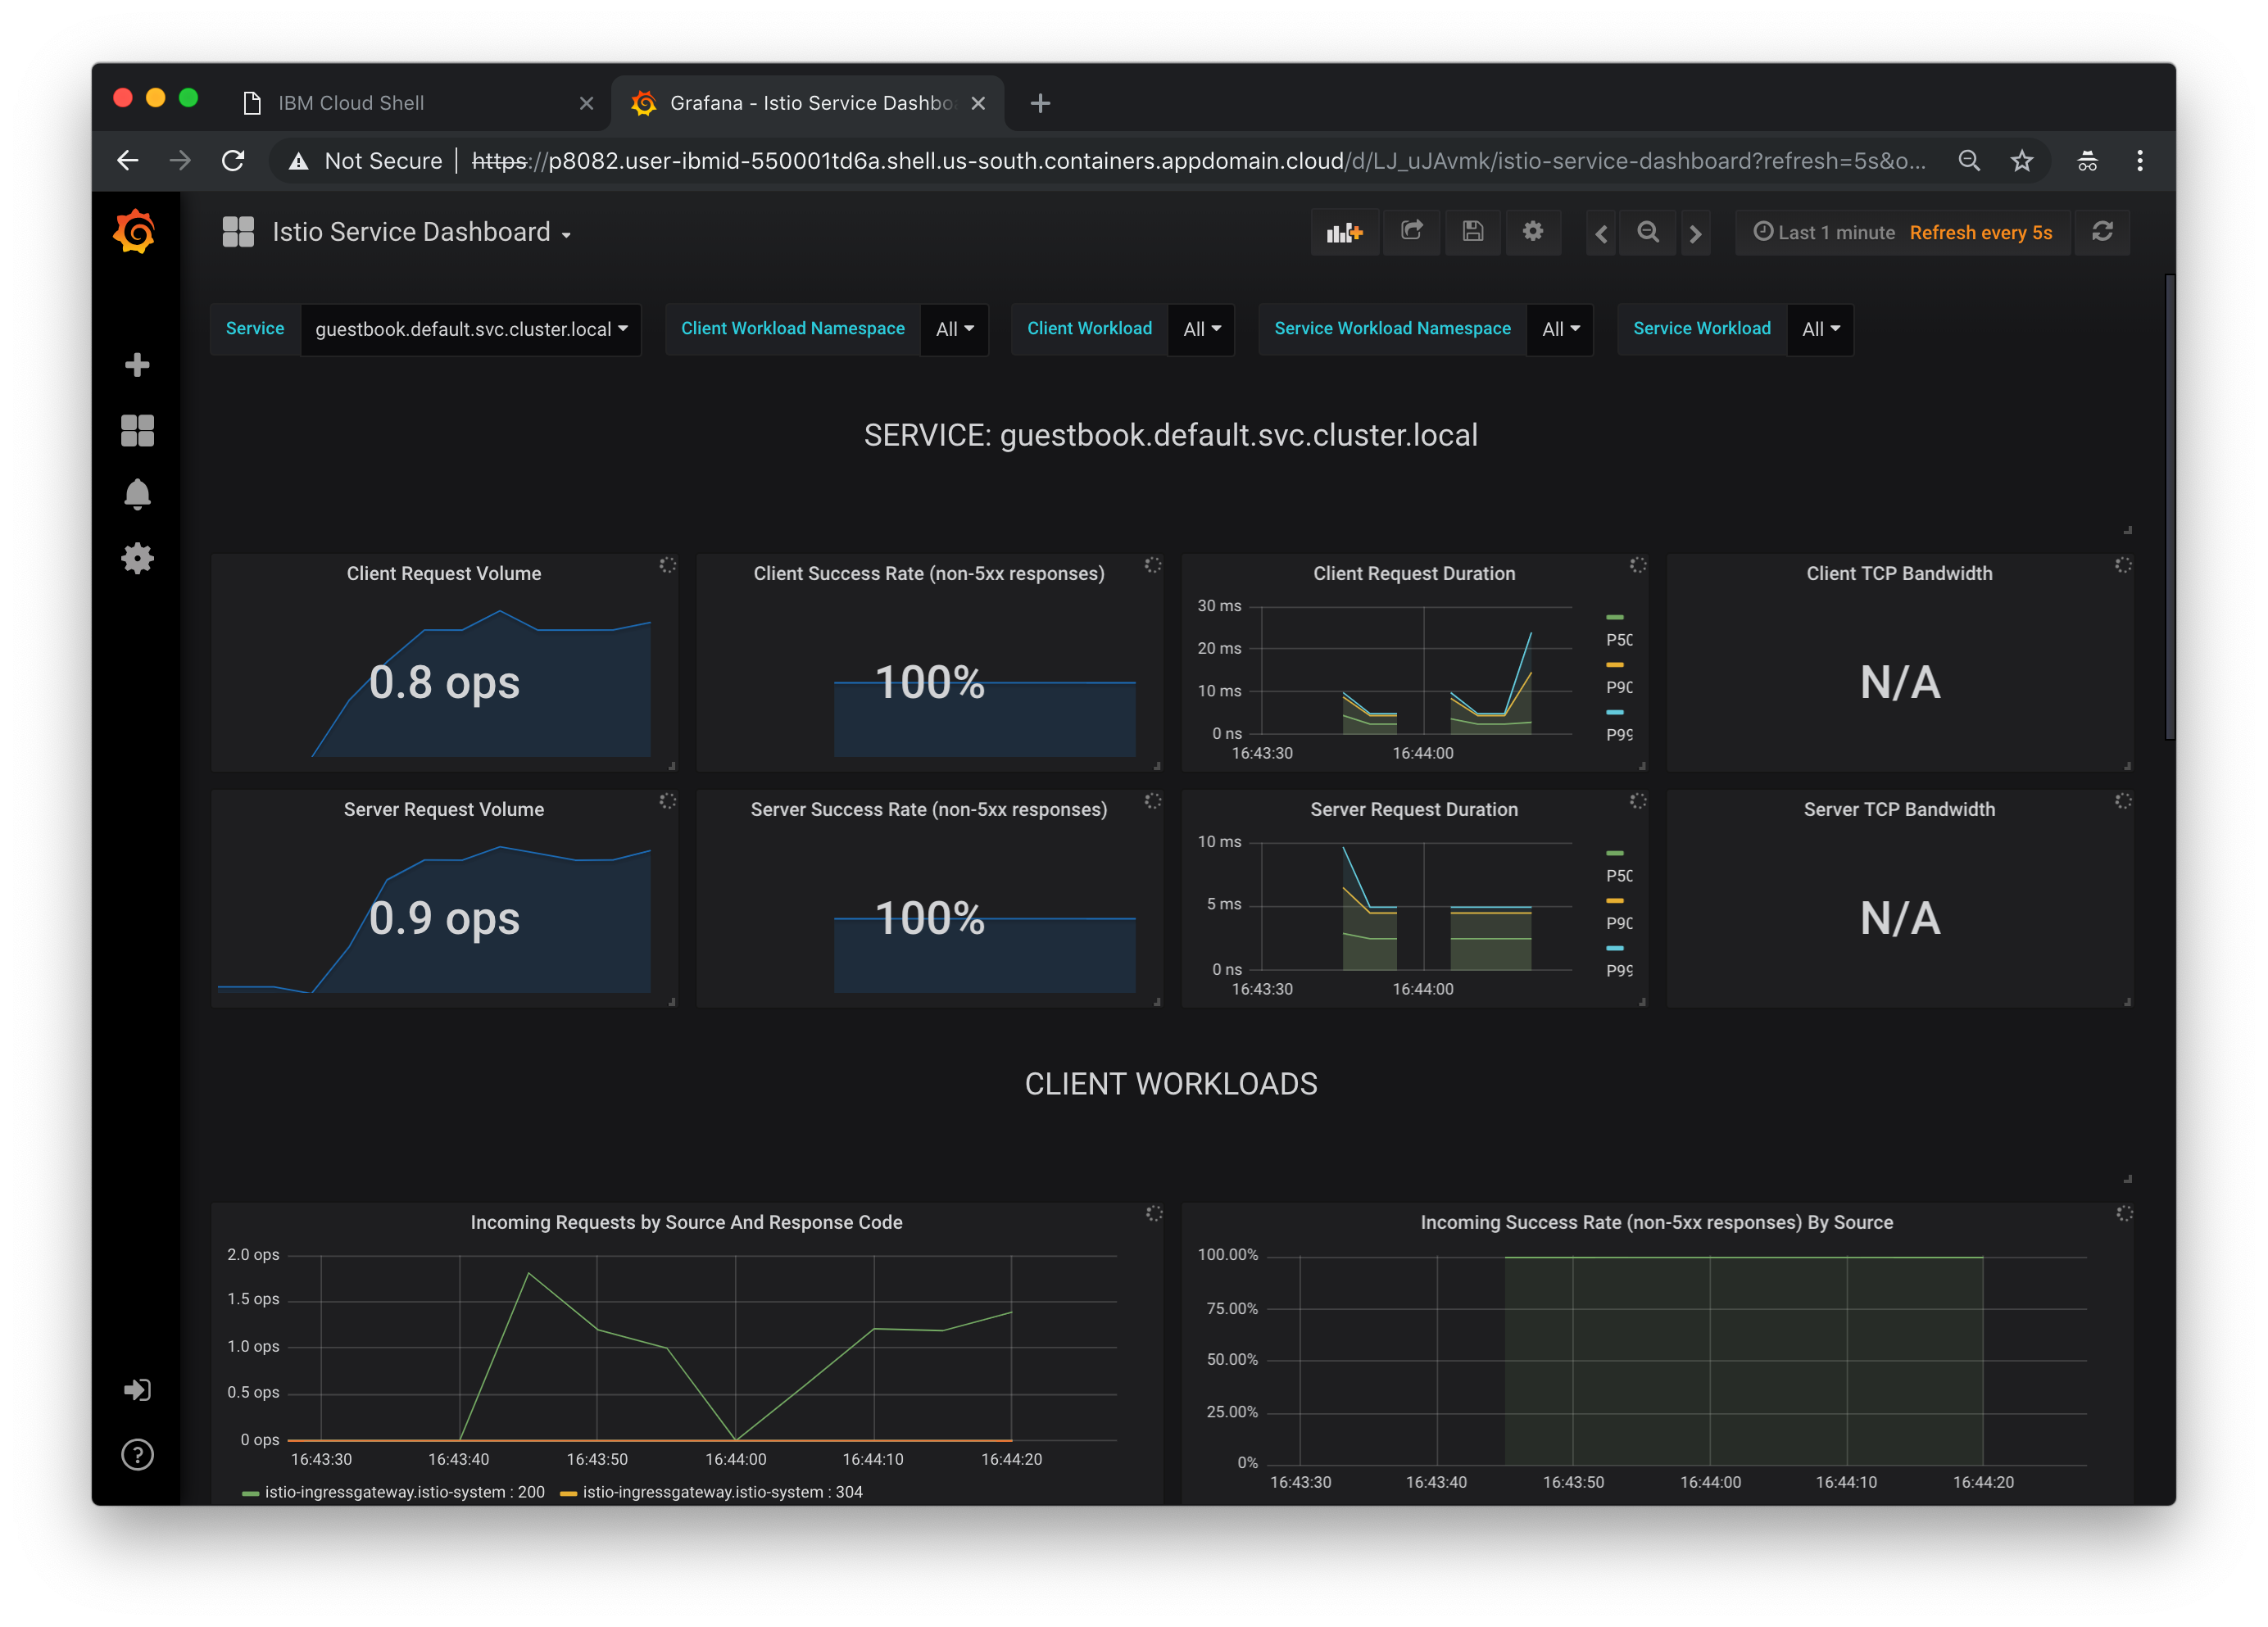 IBM Cloud Shell
Grafana - Istio Service Dashbo
Not Secure | https://p8082.user-ibmid-550001td6a.shell.us-south.containers.appdomain.cloud/d/LJ_uJAvmk/istio-service-dashboard?refresh=5s&o...
Istio Service Dashboard
Last 1 minute Refresh every 5s
Service guestbook.default.svc.cluster.local Client Workload Namespace All Client Workload All Service Workload Namespace All Service Workload All
SERVICE: guestbook.default.svc.cluster.local
Client Request Volume
0.8 ops
Client Success Rate (non-5xx responses)
100%
Client Request Duration
30 ms
20 ms
10 ms
0 ns
16:43:30 16:44:00
P50
P90
P99
Client TCP Bandwidth
N/A
Server Request Volume
0.9 ops
Server Success Rate (non-5xx responses)
100%
Server Request Duration
10 ms
5 ms
0 ns
16:43:30 16:44:00
P50
P90
P99
Server TCP Bandwidth
N/A
CLIENT WORKLOADS
Incoming Requests by Source And Response Code
2.0 ops
1.5 ops
1.0 ops
0.5 ops
0 ops
16:43:30 16:43:40 16:43:50 16:44:00 16:44:10 16:44:20
istio-ingressgateway.istio-system : 200 istio-ingressgateway.istio-system : 304
Incoming Success Rate (non-5xx responses) By Source
100.00%
75.00%
50.00%
25.00%
0%
16:43:30 16:43:40 16:43:50 16:44:00 16:44:10 16:44:20